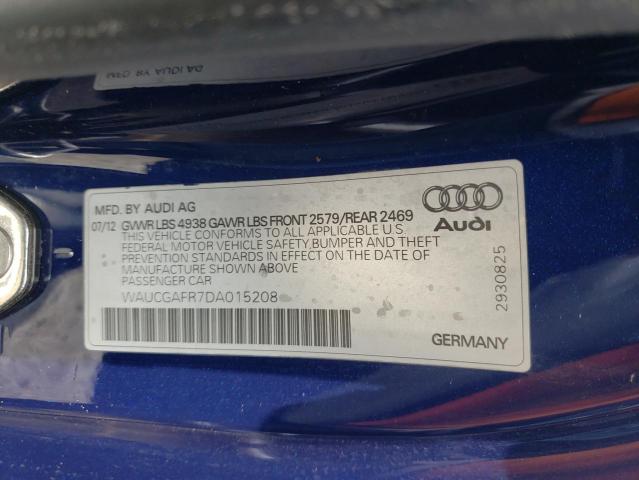 MFD. BY AUDI AG
07/12 GVWR LBS 4938 GAWR LBS FRONT 2579/REAR 2469
THIS VEHICLE CONFORMS TO ALL APPLICABLE U.S.
FEDERAL MOTOR VEHICLE SAFETY,BUMPER AND THEFT
PREVENTION STANDARDS IN EFFECT ON THE DATE OF
MANUFACTURE SHOWN ABOVE
PASSENGER CAR
WAUCGAFR7DA015208
Audi
2930825
GERMANY